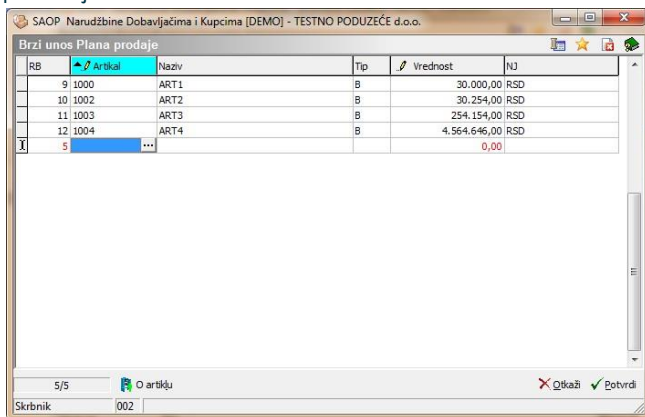 SAOP Narudžbine Dobavljačima i Kupcima [DEMO] - TESTNO PODUZEĆE d.o.o.
Brzi unos Plana prodaje
RB Artikal Naziv Tip Vrednost NJ
9 1000 ART1 B 30.000,00 RSD
10 1002 ART2 B 30.254,00 RSD
11 1003 ART3 B 254.154,00 RSD
12 1004 ART4 B 4.564.646,00 RSD
5 ... 0,00
5/5 O artiklu Otkaži Potvrdi
Skrbnik 002